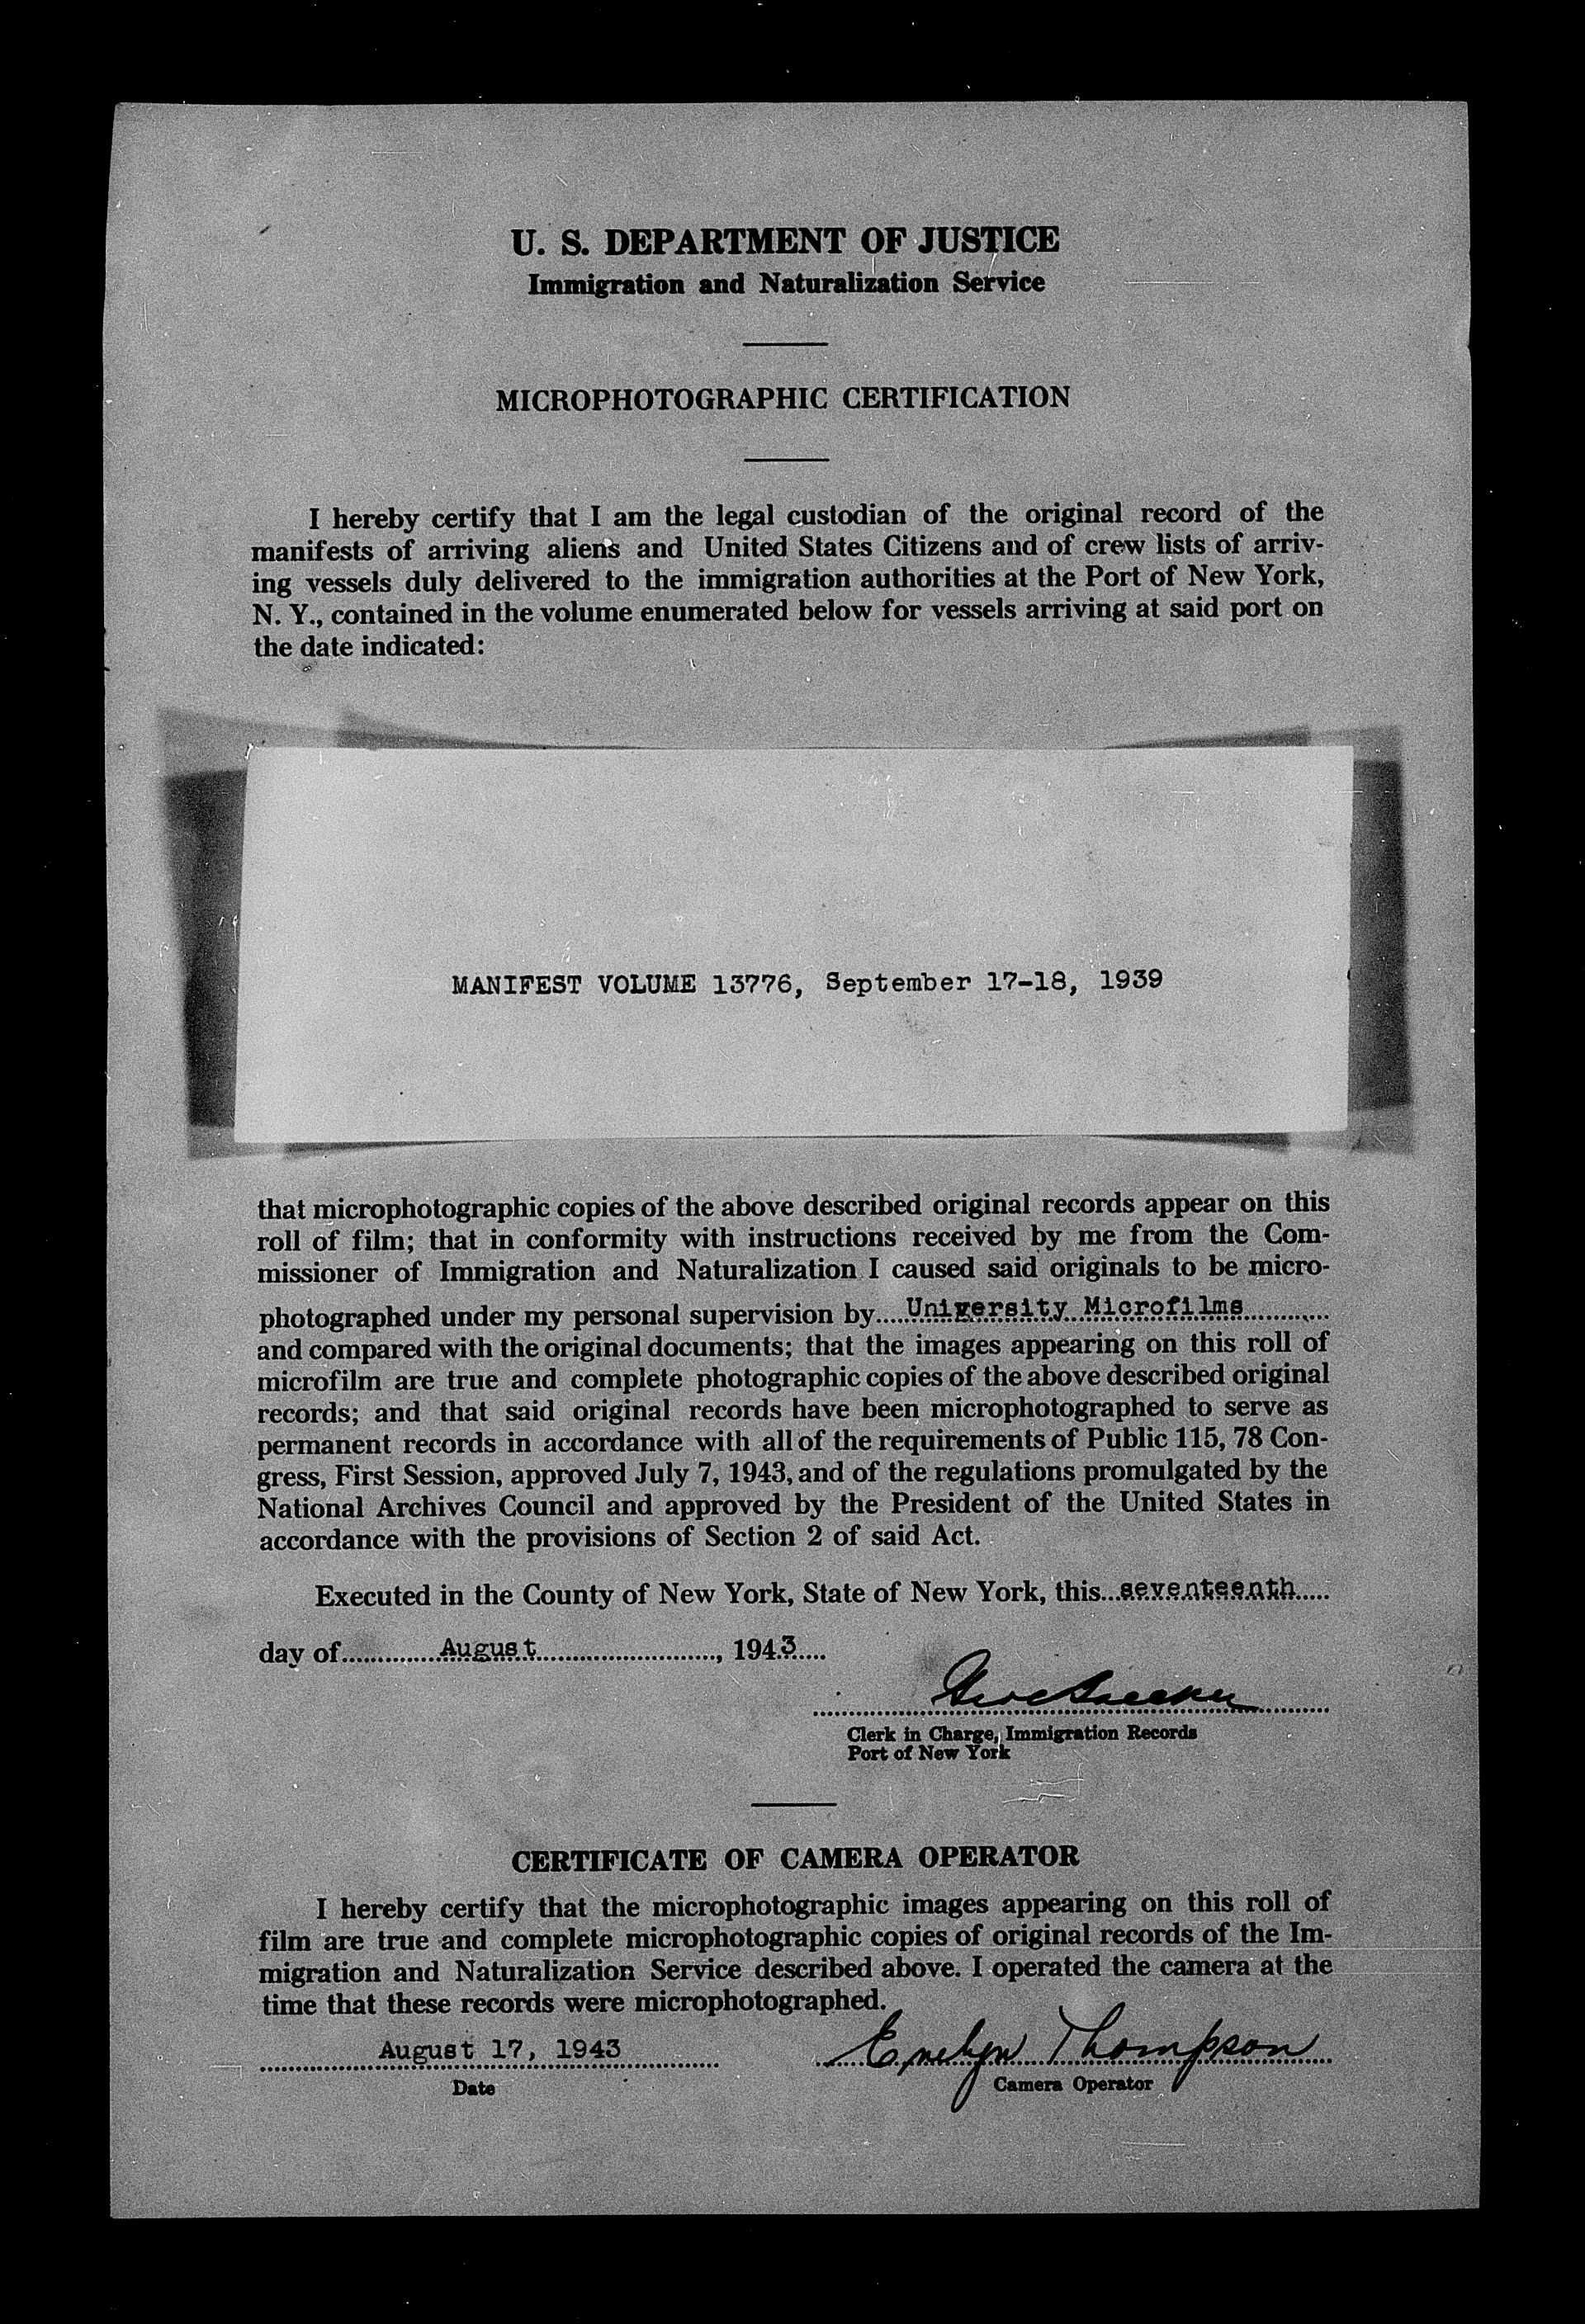 U. S. DEPARTMENT OF JUSTICE
Immigration and Naturalization Service
MICROPHOTOGRAPHIC CERTIFICATION
I hereby certify that I am the legal custodian of the original record of the
manifests of arriving aliens and United States Citizens and of crew lists of arriv-
ing vessels duly delivered to the immigration authorities at the Port of New York,
N. Y., contained in the volume enumerated below for vessels arriving at said port on
the date indicated:
MANIFEST VOLUME 13776, September 17-18, 1939
that microphotographic copies of the above described original records appear on this
roll of film; that in conformity with instructions received by me from the Com-
missioner of Immigration and Naturalization I caused said originals to be micro-
photographed under my personal supervision by University Microfilms
and compared with the original documents; that the images appearing on this roll of
microfilm are true and complete photographic copies of the above described original
records; and that said original records have been microphotographed to serve as
permanent records in accordance with all of the requirements of Public 115, 78 Con-
gress, First Session, approved July 7, 1943, and of the regulations promulgated by the
National Archives Council and approved by the President of the United States in
accordance with the provisions of Section 2 of said Act.
Executed in the County of New York, State of New York, this seventeenth
day of August, 1943
Clerk in Charge, Immigration Records
Port of New York
CERTIFICATE OF CAMERA OPERATOR
I hereby certify that the microphotographic images appearing on this roll of
film are true and complete microphotographic copies of original records of the Im-
migration and Naturalization Service described above. I operated the camera at the
time that these records were microphotographed.
August 17, 1943 Evelyn Thompson
Date Camera Operator